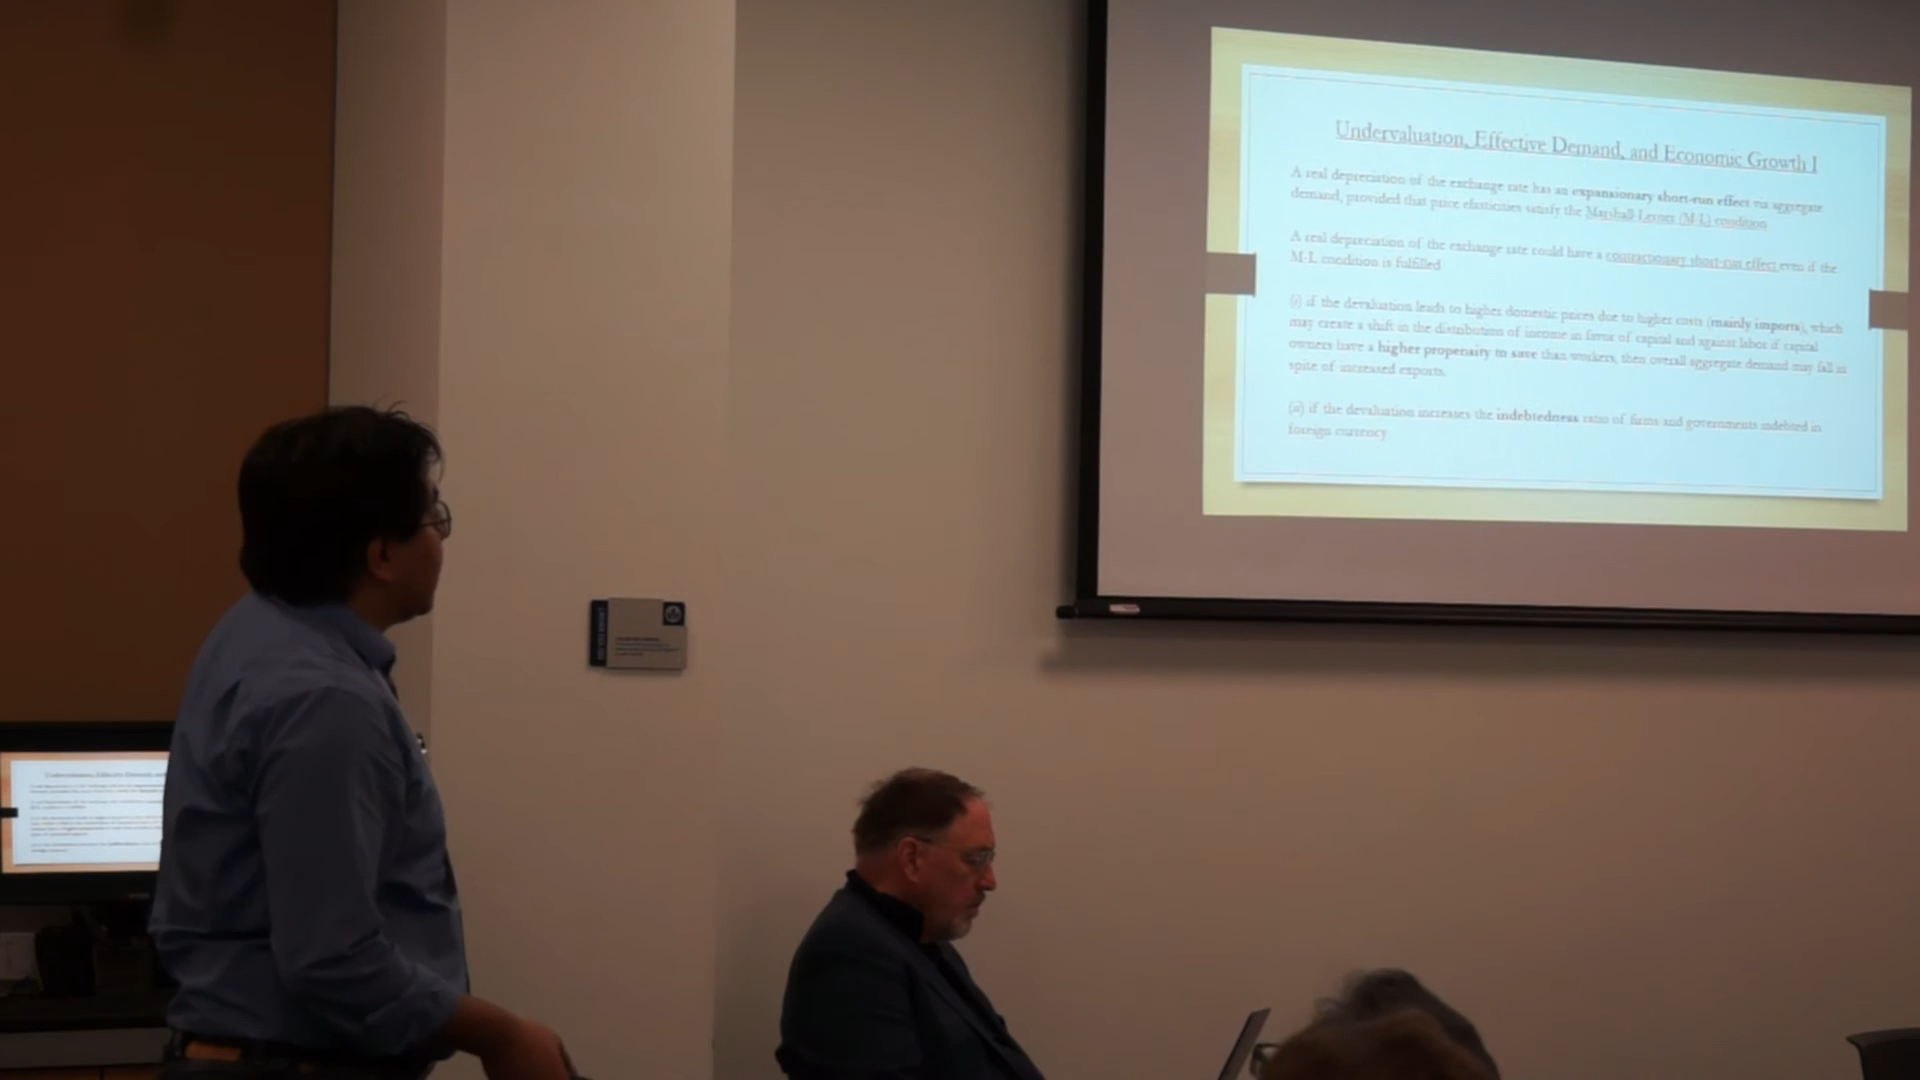 Undervaluation, Effective Demand, and Economic Growth I
A real depreciation of the exchange rate has an expansionary short-run effect via aggregate
demand, provided that price elasticities satisfy the Marshall-Lerner (M-L) condition
A real depreciation of the exchange rate could have a contractionary short-run effect even if the
M-L condition is fulfilled
(i) if the devaluation leads to higher domestic prices due to higher costs (mainly imports), which
may create a shift in the distribution of income in favor of capital and against labor if capital
owners have a higher propensity to save than workers, then overall aggregate demand may fall in
spite of increased exports.
(ii) if the devaluation increases the indebtedness ratio of firms and governments indebted in
foreign currency